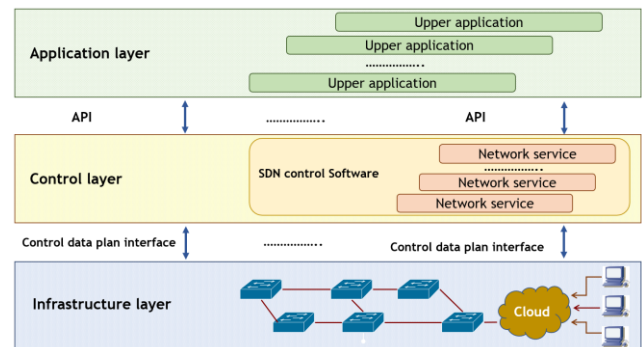 Upper application
Application layer
Upper application
……………..
Upper application
API
……………..
API
Network service
……………..
SDN control Software
Control layer
Network service
Network service
Control data plan interface
……………..
Control data plan interface
Infrastructure layer
Cloud